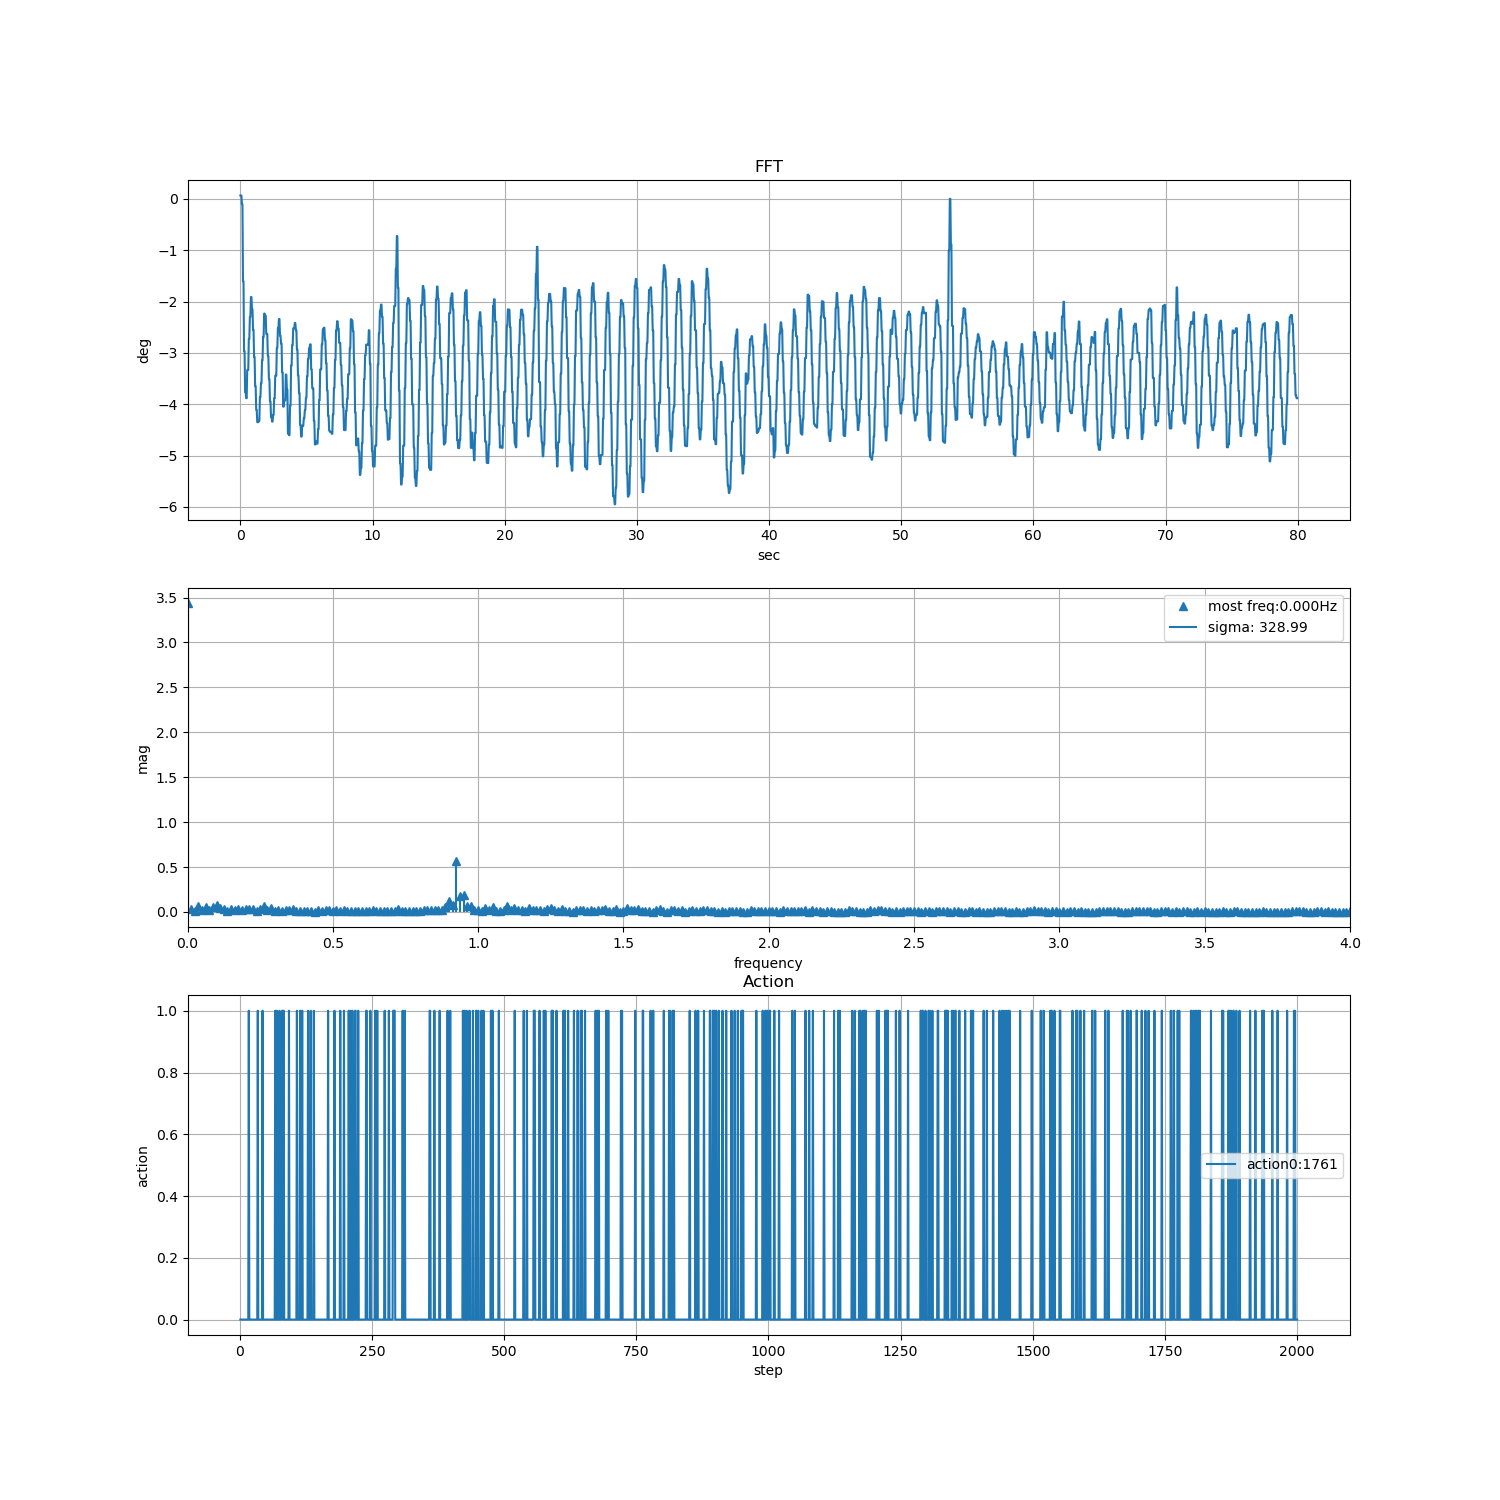 FFT
0
−1
−2
−3
−4
−5
−6
deg
0 10 20 30 40 50 60 70 80
sec
3.5
3.0
2.5
2.0
1.5
1.0
0.5
0.0
mag
most freq:0.000Hz
sigma: 328.99
0.0 0.5 1.0 1.5 2.0 2.5 3.0 3.5 4.0
frequency
Action
1.0
0.8
0.6
0.4
0.2
0.0
action
action0:1761
0 250 500 750 1000 1250 1500 1750 2000
step